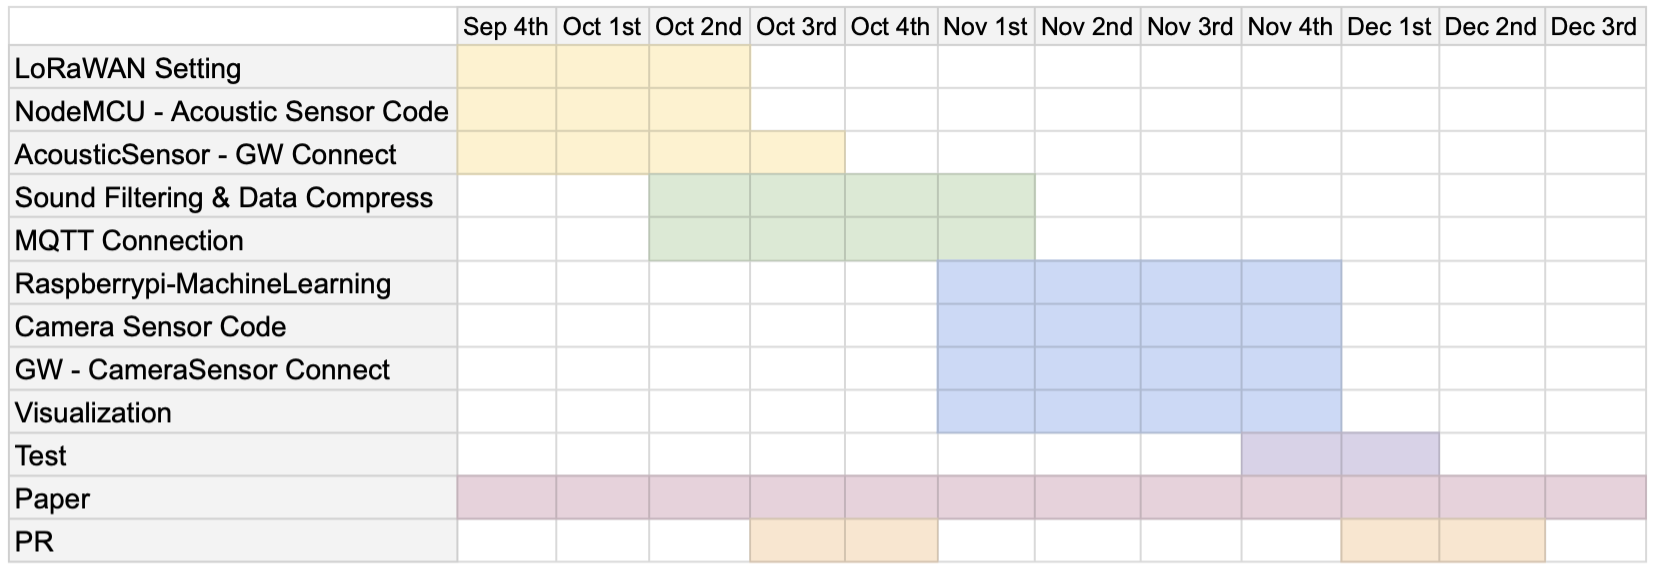 Sep 4th Oct 1st Oct 2nd Oct 3rd Oct 4th Nov 1st Nov 2nd Nov 3rd Nov 4th Dec 1st Dec 2nd Dec 3rd
LoRaWAN Setting
NodeMCU - Acoustic Sensor Code
AcousticSensor - GW Connect
Sound Filtering & Data Compress
MQTT Connection
Raspberrypi-MachineLearning
Camera Sensor Code
GW - CameraSensor Connect
Visualization
Test
Paper
PR